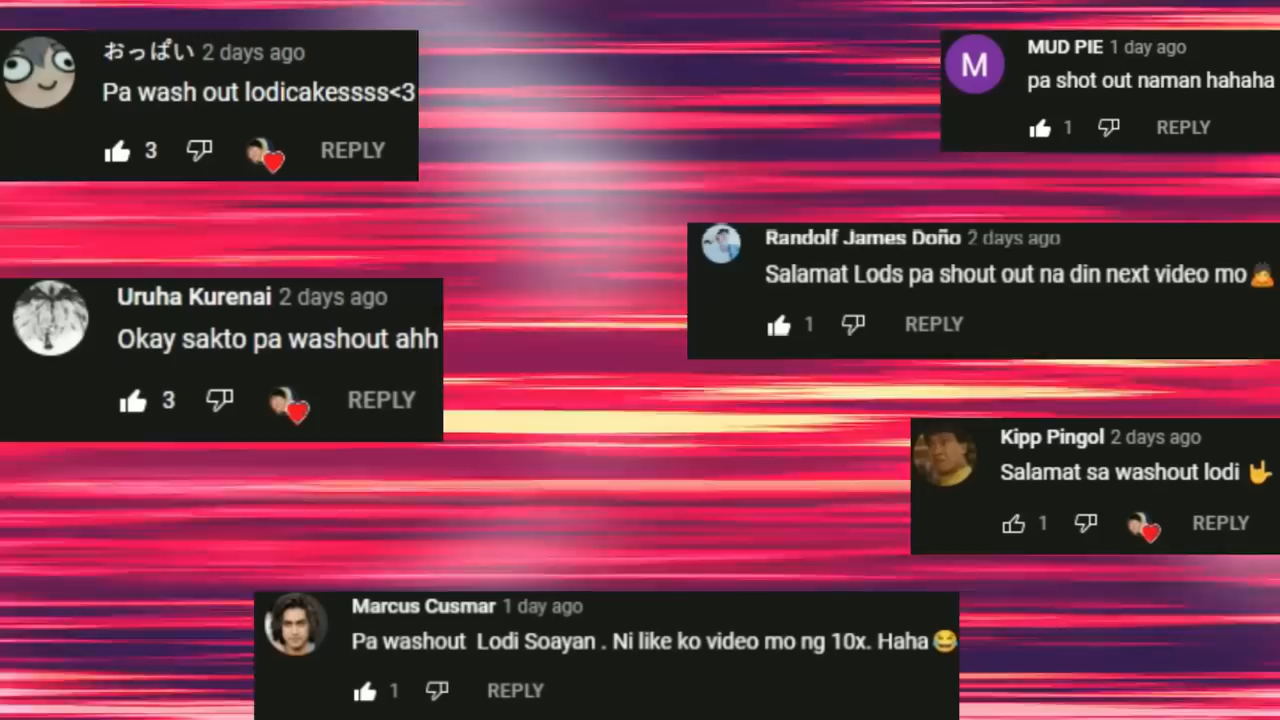 おっぱい 2 days ago
Pa wash out lodicakessss<3
3 REPLY
MUD PIE 1 day ago
pa shot out naman hahaha
1 REPLY
Randolf James Doño 2 days ago
Salamat Lods pa shout out na din next video mo🙇
1 REPLY
Uruha Kurenai 2 days ago
Okay sakto pa washout ahh
3 REPLY
Kipp Pingol 2 days ago
Salamat sa washout lodi 🤟
1 REPLY
Marcus Cusmar 1 day ago
Pa washout Lodi Soayan . Ni like ko video mo ng 10x. Haha 😂
1 REPLY
M